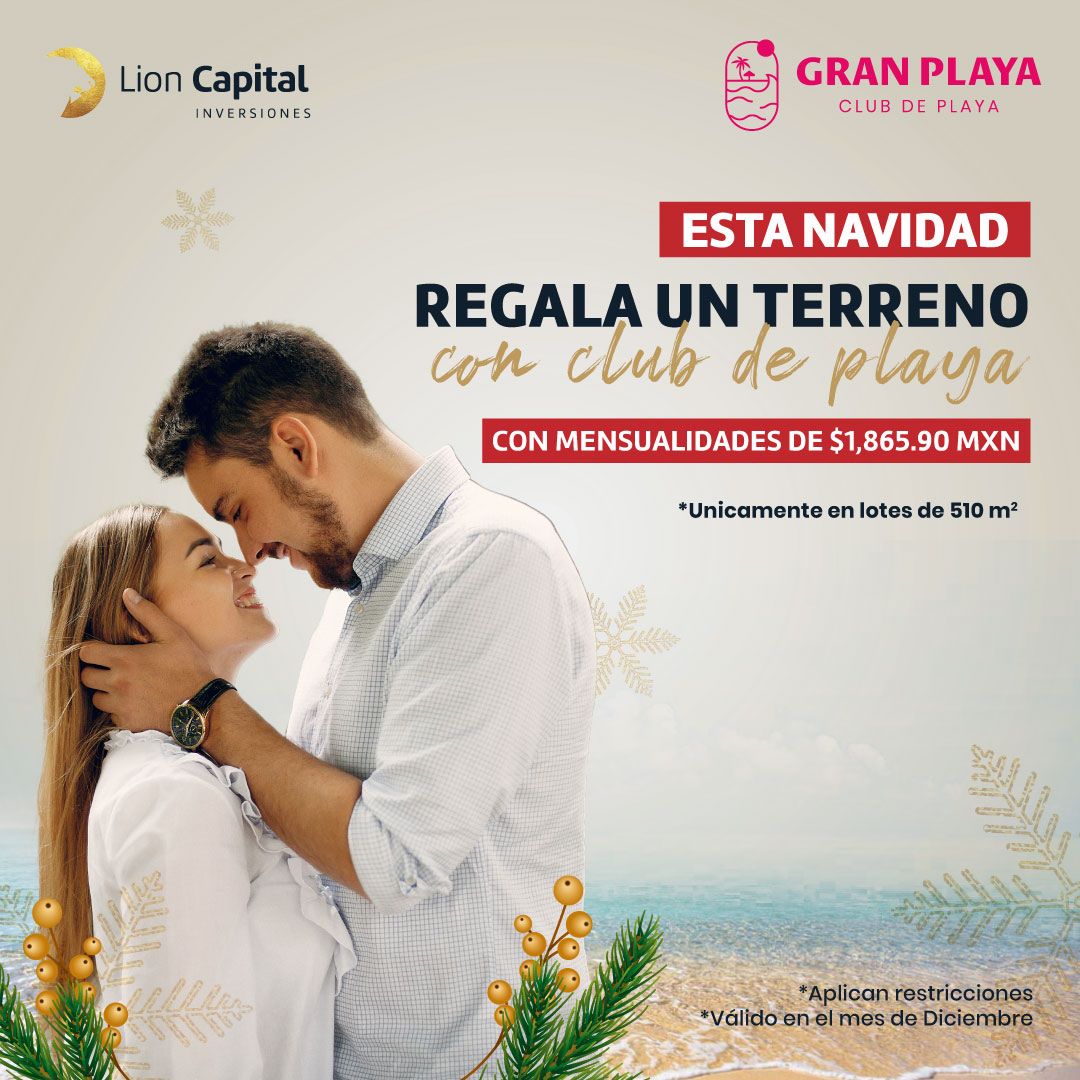 Lion Capital
INVERSIONES
GRAN PLAYA
CLUB DE PLAYA
ESTA NAVIDAD
REGALA UN TERRENO
con club de playa
CON MENSUALIDADES DE $1,865.90 MXN
*Unicamente en lotes de 510 m²
*Aplican restricciones
*Válido en el mes de Diciembre